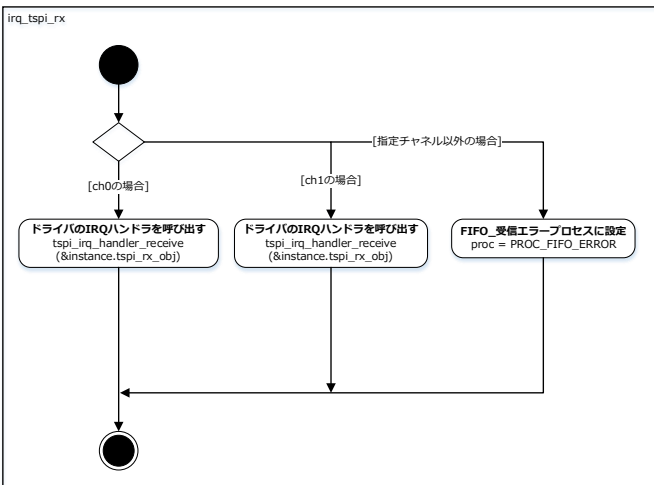 irq_tspi_rx
[指定チャネル以外の場合]
[ch0の場合]
[ch1の場合]
ドライバのIRQハンドラを呼び出す
tspi_irq_handler_receive
(&instance.tspi_rx_obj)
ドライバのIRQハンドラを呼び出す
tspi_irq_handler_receive
(&instance.tspi_rx_obj)
FIFO_受信エラープロセスに設定
proc = PROC_FIFO_ERROR